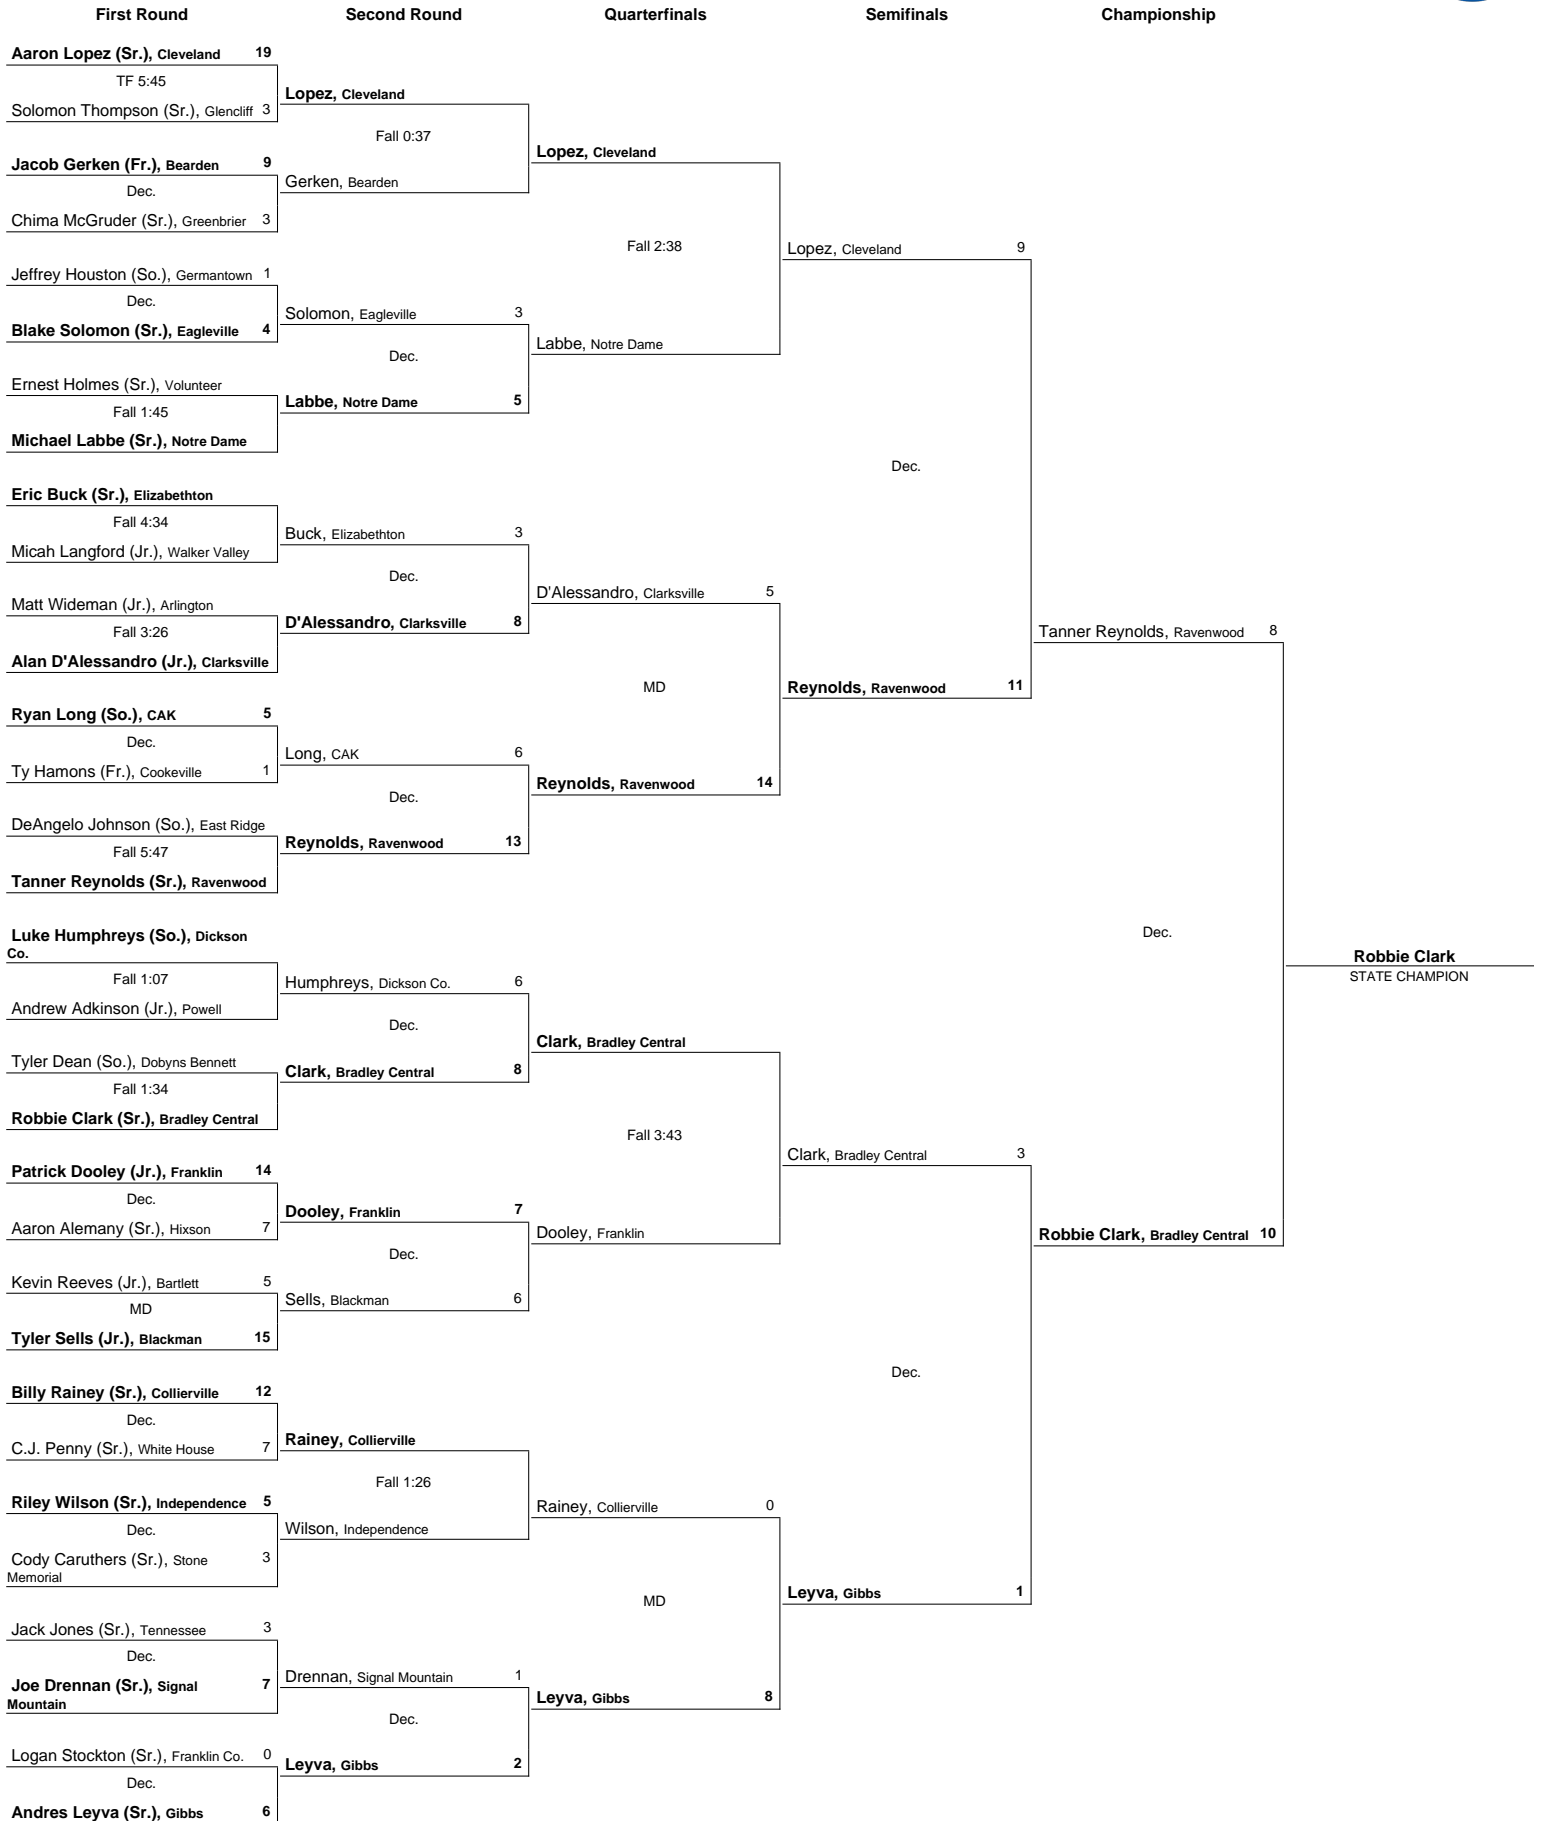 First Round
Second Round
Quarterfinals
Semifinals
Championship
Aaron Lopez (Sr.), Cleveland 19
TF 5:45
Solomon Thompson (Sr.), Glencliff 3
Jacob Gerken (Fr.), Bearden 9
Dec.
Chima McGruder (Sr.), Greenbrier 3
Jeffrey Houston (So.), Germantown 1
Dec.
Blake Solomon (Sr.), Eagleville 4
Ernest Holmes (Sr.), Volunteer
Fall 1:45
Michael Labbe (Sr.), Notre Dame
Eric Buck (Sr.), Elizabethton
Fall 4:34
Micah Langford (Jr.), Walker Valley
Matt Wideman (Jr.), Arlington
Fall 3:26
Alan D'Alessandro (Jr.), Clarksville
Ryan Long (So.), CAK 5
Dec.
Ty Hamons (Fr.), Cookeville 1
DeAngelo Johnson (So.), East Ridge
Fall 5:47
Tanner Reynolds (Sr.), Ravenwood
Luke Humphreys (So.), Dickson
Co.
Fall 1:07
Andrew Adkinson (Jr.), Powell
Tyler Dean (So.), Dobyns Bennett
Fall 1:34
Robbie Clark (Sr.), Bradley Central
Patrick Dooley (Jr.), Franklin 14
Dec.
Aaron Alemany (Sr.), Hixson 7
Kevin Reeves (Jr.), Bartlett 5
MD
Tyler Sells (Jr.), Blackman 15
Billy Rainey (Sr.), Collierville 12
Dec.
C.J. Penny (Sr.), White House 7
Riley Wilson (Sr.), Independence 5
Dec.
Cody Caruthers (Sr.), Stone 3
Memorial
Jack Jones (Sr.), Tennessee 3
Dec.
Joe Drennan (Sr.), Signal 7
Mountain
Logan Stockton (Sr.), Franklin Co. 0
Dec.
Andres Leyva (Sr.), Gibbs 6
Lopez, Cleveland
Fall 0:37
Gerken, Bearden
Solomon, Eagleville 3
Dec.
Labbe, Notre Dame 5
Buck, Elizabethton 3
Dec.
D'Alessandro, Clarksville 8
Long, CAK 6
Dec.
Reynolds, Ravenwood 13
Humphreys, Dickson Co. 6
Dec.
Clark, Bradley Central 8
Dooley, Franklin 7
Dec.
Sells, Blackman 6
Rainey, Collierville
Fall 1:26
Wilson, Independence
Drennan, Signal Mountain 1
Dec.
Leyva, Gibbs 2
Lopez, Cleveland
Fall 2:38
Labbe, Notre Dame
D'Alessandro, Clarksville 5
MD
Reynolds, Ravenwood 14
Clark, Bradley Central
Fall 3:43
Dooley, Franklin
Rainey, Collierville 0
MD
Leyva, Gibbs 8
Lopez, Cleveland 9
Dec.
Reynolds, Ravenwood 11
Clark, Bradley Central 3
Dec.
Leyva, Gibbs 1
Tanner Reynolds, Ravenwood 8
Dec.
Robbie Clark, Bradley Central 10
Robbie Clark
STATE CHAMPION